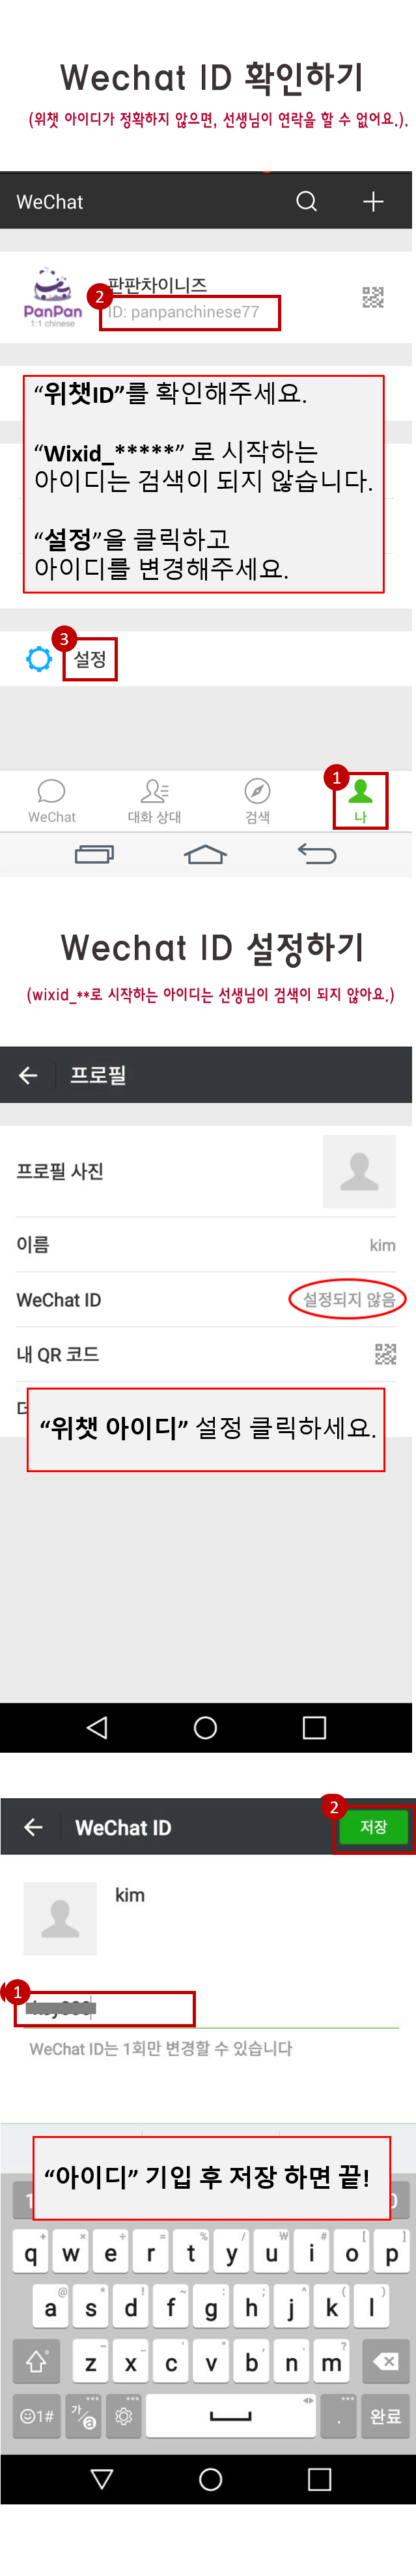 Wechat ID 확인하기
(위챗 아이디가 정확하지 않으면, 선생님이 연락을 할 수 없어요.).
WeChat
판판차이니즈
2
ID: panpanchinese77
PanPan
1:1 chinese
“위챗ID”를 확인해주세요.
“Wixid_*****” 로 시작하는
아이디는 검색이 되지 않습니다.
“설정”을 클릭하고
아이디를 변경해주세요.
3
설정
1
WeChat 대화 상대 검색 나
Wechat ID 설정하기
(wixid_**로 시작하는 아이디는 선생님이 검색이 되지 않아요.)
프로필
프로필 사진
이름 kim
WeChat ID 설정되지 않음
내 QR 코드
“위챗 아이디” 설정 클릭하세요.
2
WeChat ID 저장
kim
1
WeChat ID는 1회만 변경할 수 있습니다
“아이디” 기입 후 저장 하면 끝!
1 0
+ × ÷ = % / ₩ # [ ]
q w e r t y u i o p
@ * ! ~ : ; ^ ( )
a s d f g h j k l
- _ " ' , . ?
z x c v b n m
1# 가/a . 완료